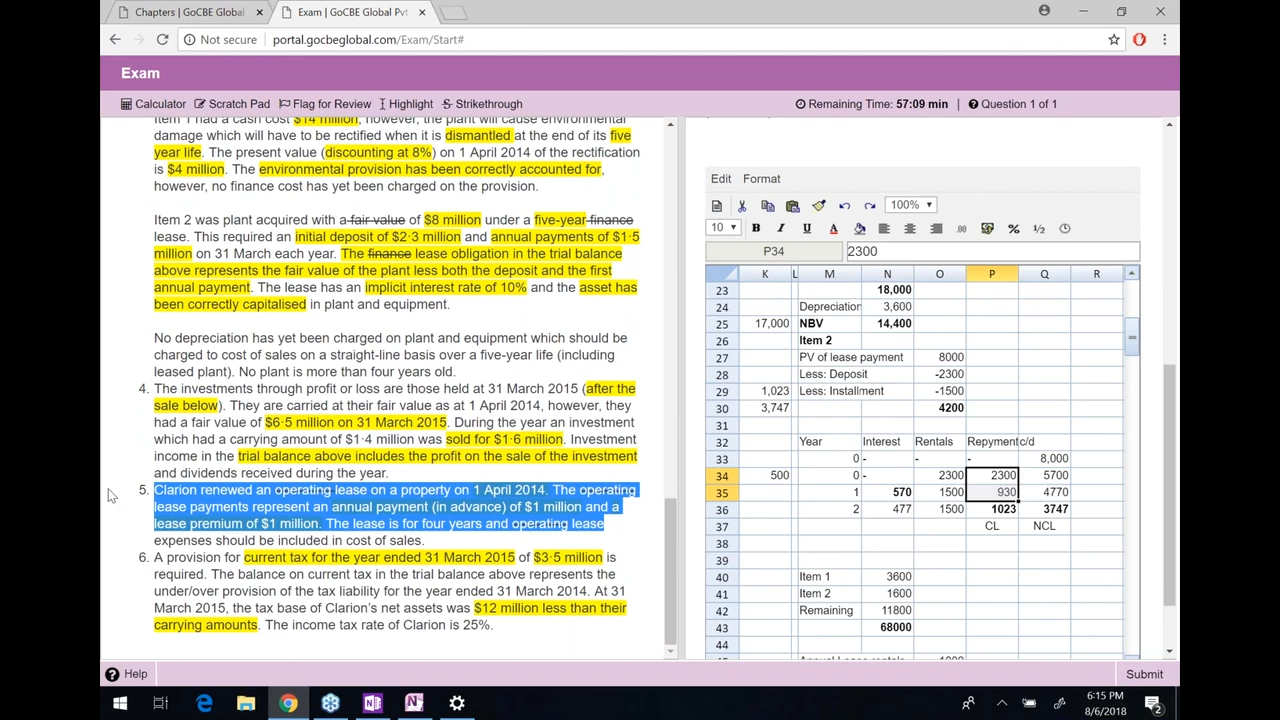 Chapters | GoCBE Global
Exam | GoCBE Global Pvt
Not secure
portal.gocbeglobal.com/Exam/Start#
Exam
Calculator
Scratch Pad
Flag for Review
Highlight
Strikethrough
Remaining Time: 57:09 min
Question 1 of 1
Item 1 had a cash cost $14 million, however, the plant will cause environmental
damage which will have to be rectified when it is dismantled at the end of its five
year life. The present value (discounting at 8%) on 1 April 2014 of the rectification
is $4 million. The environmental provision has been correctly accounted for,
however, no finance cost has yet been charged on the provision.
Item 2 was plant acquired with a fair value of $8 million under a five-year finance
lease. This required an initial deposit of $2·3 million and annual payments of $1·5
million on 31 March each year. The finance lease obligation in the trial balance
above represents the fair value of the plant less both the deposit and the first
annual payment. The lease has an implicit interest rate of 10% and the asset has
been correctly capitalised in plant and equipment.
No depreciation has yet been charged on plant and equipment which should be
charged to cost of sales on a straight-line basis over a five-year life (including
leased plant). No plant is more than four years old.
4. The investments through profit or loss are those held at 31 March 2015 (after the
sale below). They are carried at their fair value as at 1 April 2014, however, they
had a fair value of $6·5 million on 31 March 2015. During the year an investment
which had a carrying amount of $1·4 million was sold for $1·6 million. Investment
income in the trial balance above includes the profit on the sale of the investment
and dividends received during the year.
5. Clarion renewed an operating lease on a property on 1 April 2014. The operating
lease payments represent an annual payment (in advance) of $1 million and a
lease premium of $1 million. The lease is for four years and operating lease
expenses should be included in cost of sales.
6. A provision for current tax for the year ended 31 March 2015 of $3·5 million is
required. The balance on current tax in the trial balance above represents the
under/over provision of the tax liability for the year ended 31 March 2014. At 31
March 2015, the tax base of Clarion's net assets was $12 million less than their
carrying amounts. The income tax rate of Clarion is 25%.
Edit Format
100%
10 B I U A .00 % ½
P34 2300
K L M N O P Q R
23 18,000
24 Depreciation 3,600
25 17,000 NBV 14,400
26 Item 2
27 PV of lease payment 8000
28 Less: Deposit -2300
29 1,023 Less: Installment -1500
30 3,747 4200
31
32 Year Interest Rentals Repyment c/d
33 0 - - - 8,000
34 500 0 - 2300 2300 5700
35 1 570 1500 930 4770
36 2 477 1500 1023 3747
37 CL NCL
38
39
40 Item 1 3600
41 Item 2 1600
42 Remaining 11800
43 68000
44
Help
Submit
6:15 PM
8/6/2018
2